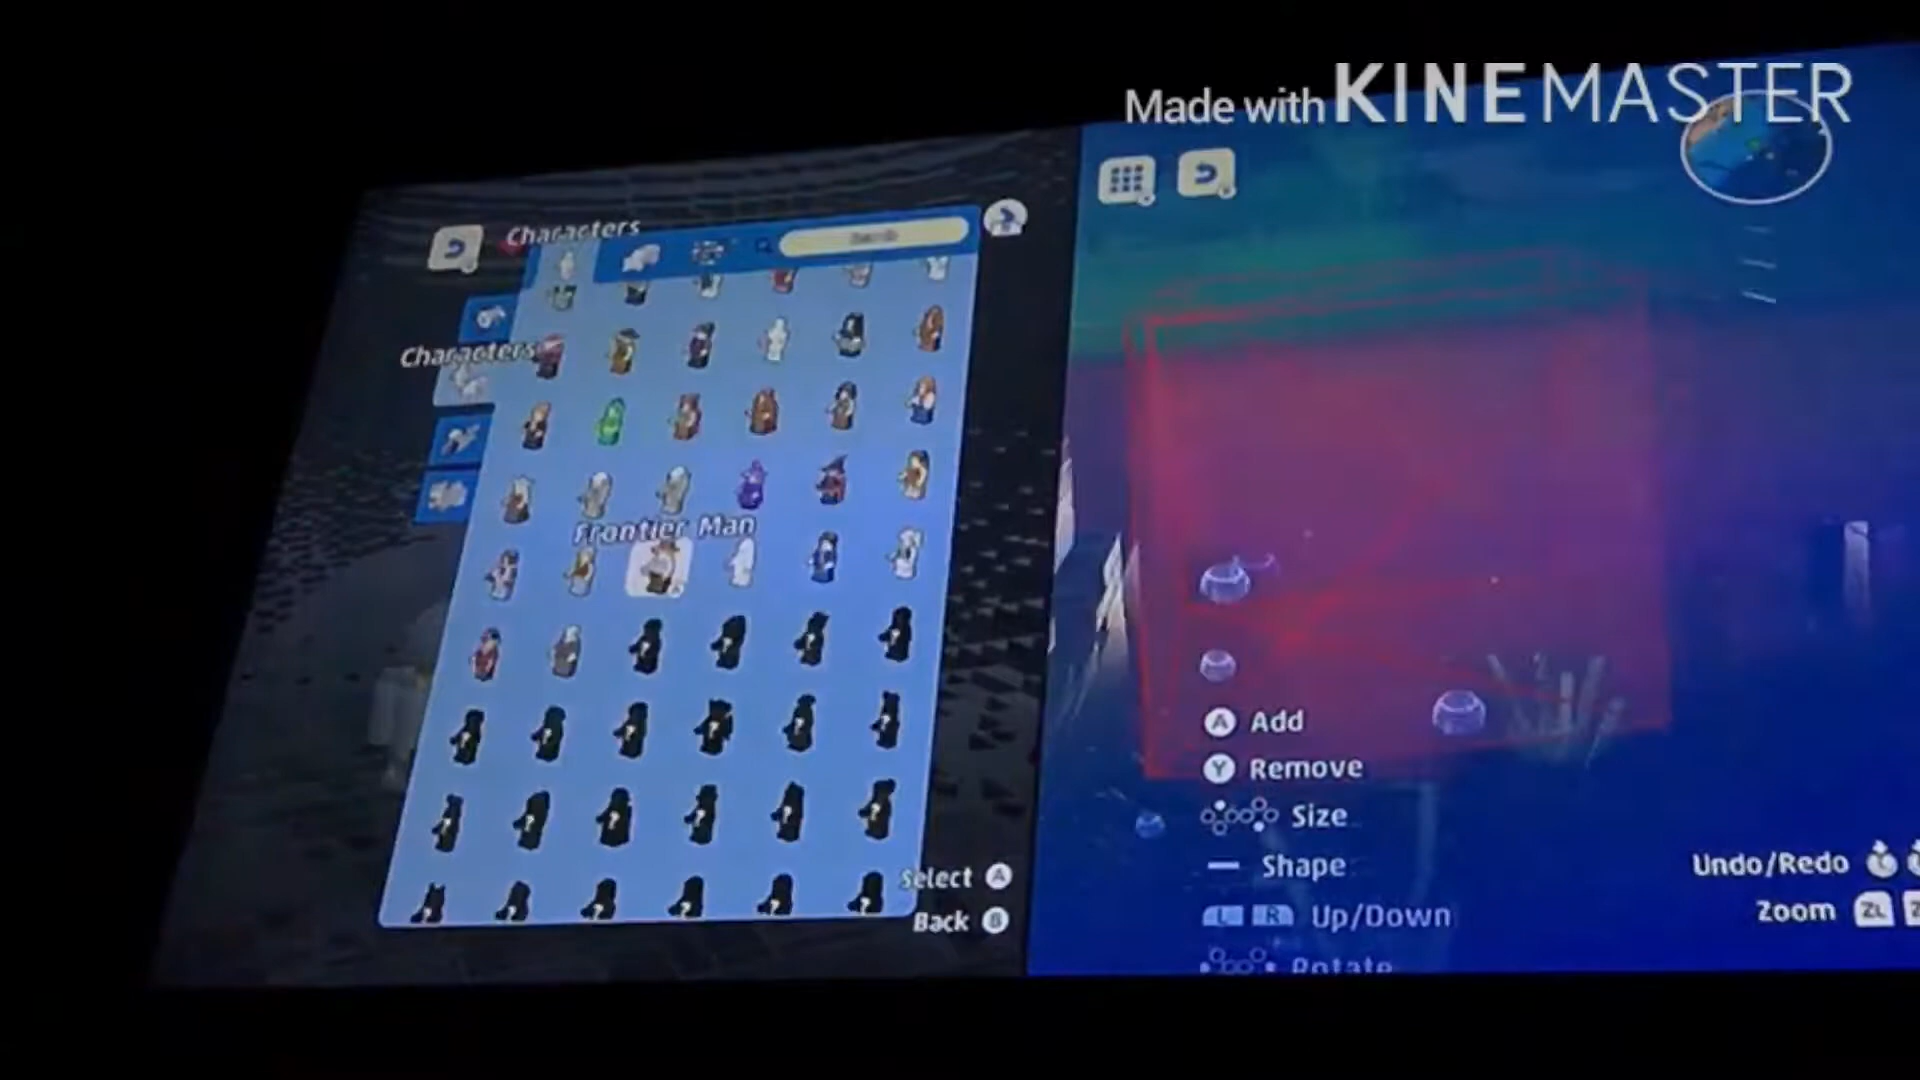 Made with KINEMASTER
Characters
Characters
Frontier Man
Select A
Back B
A Add
Y Remove
Size
Shape
L R Up/Down
Rotate
Undo/Redo
Zoom ZL